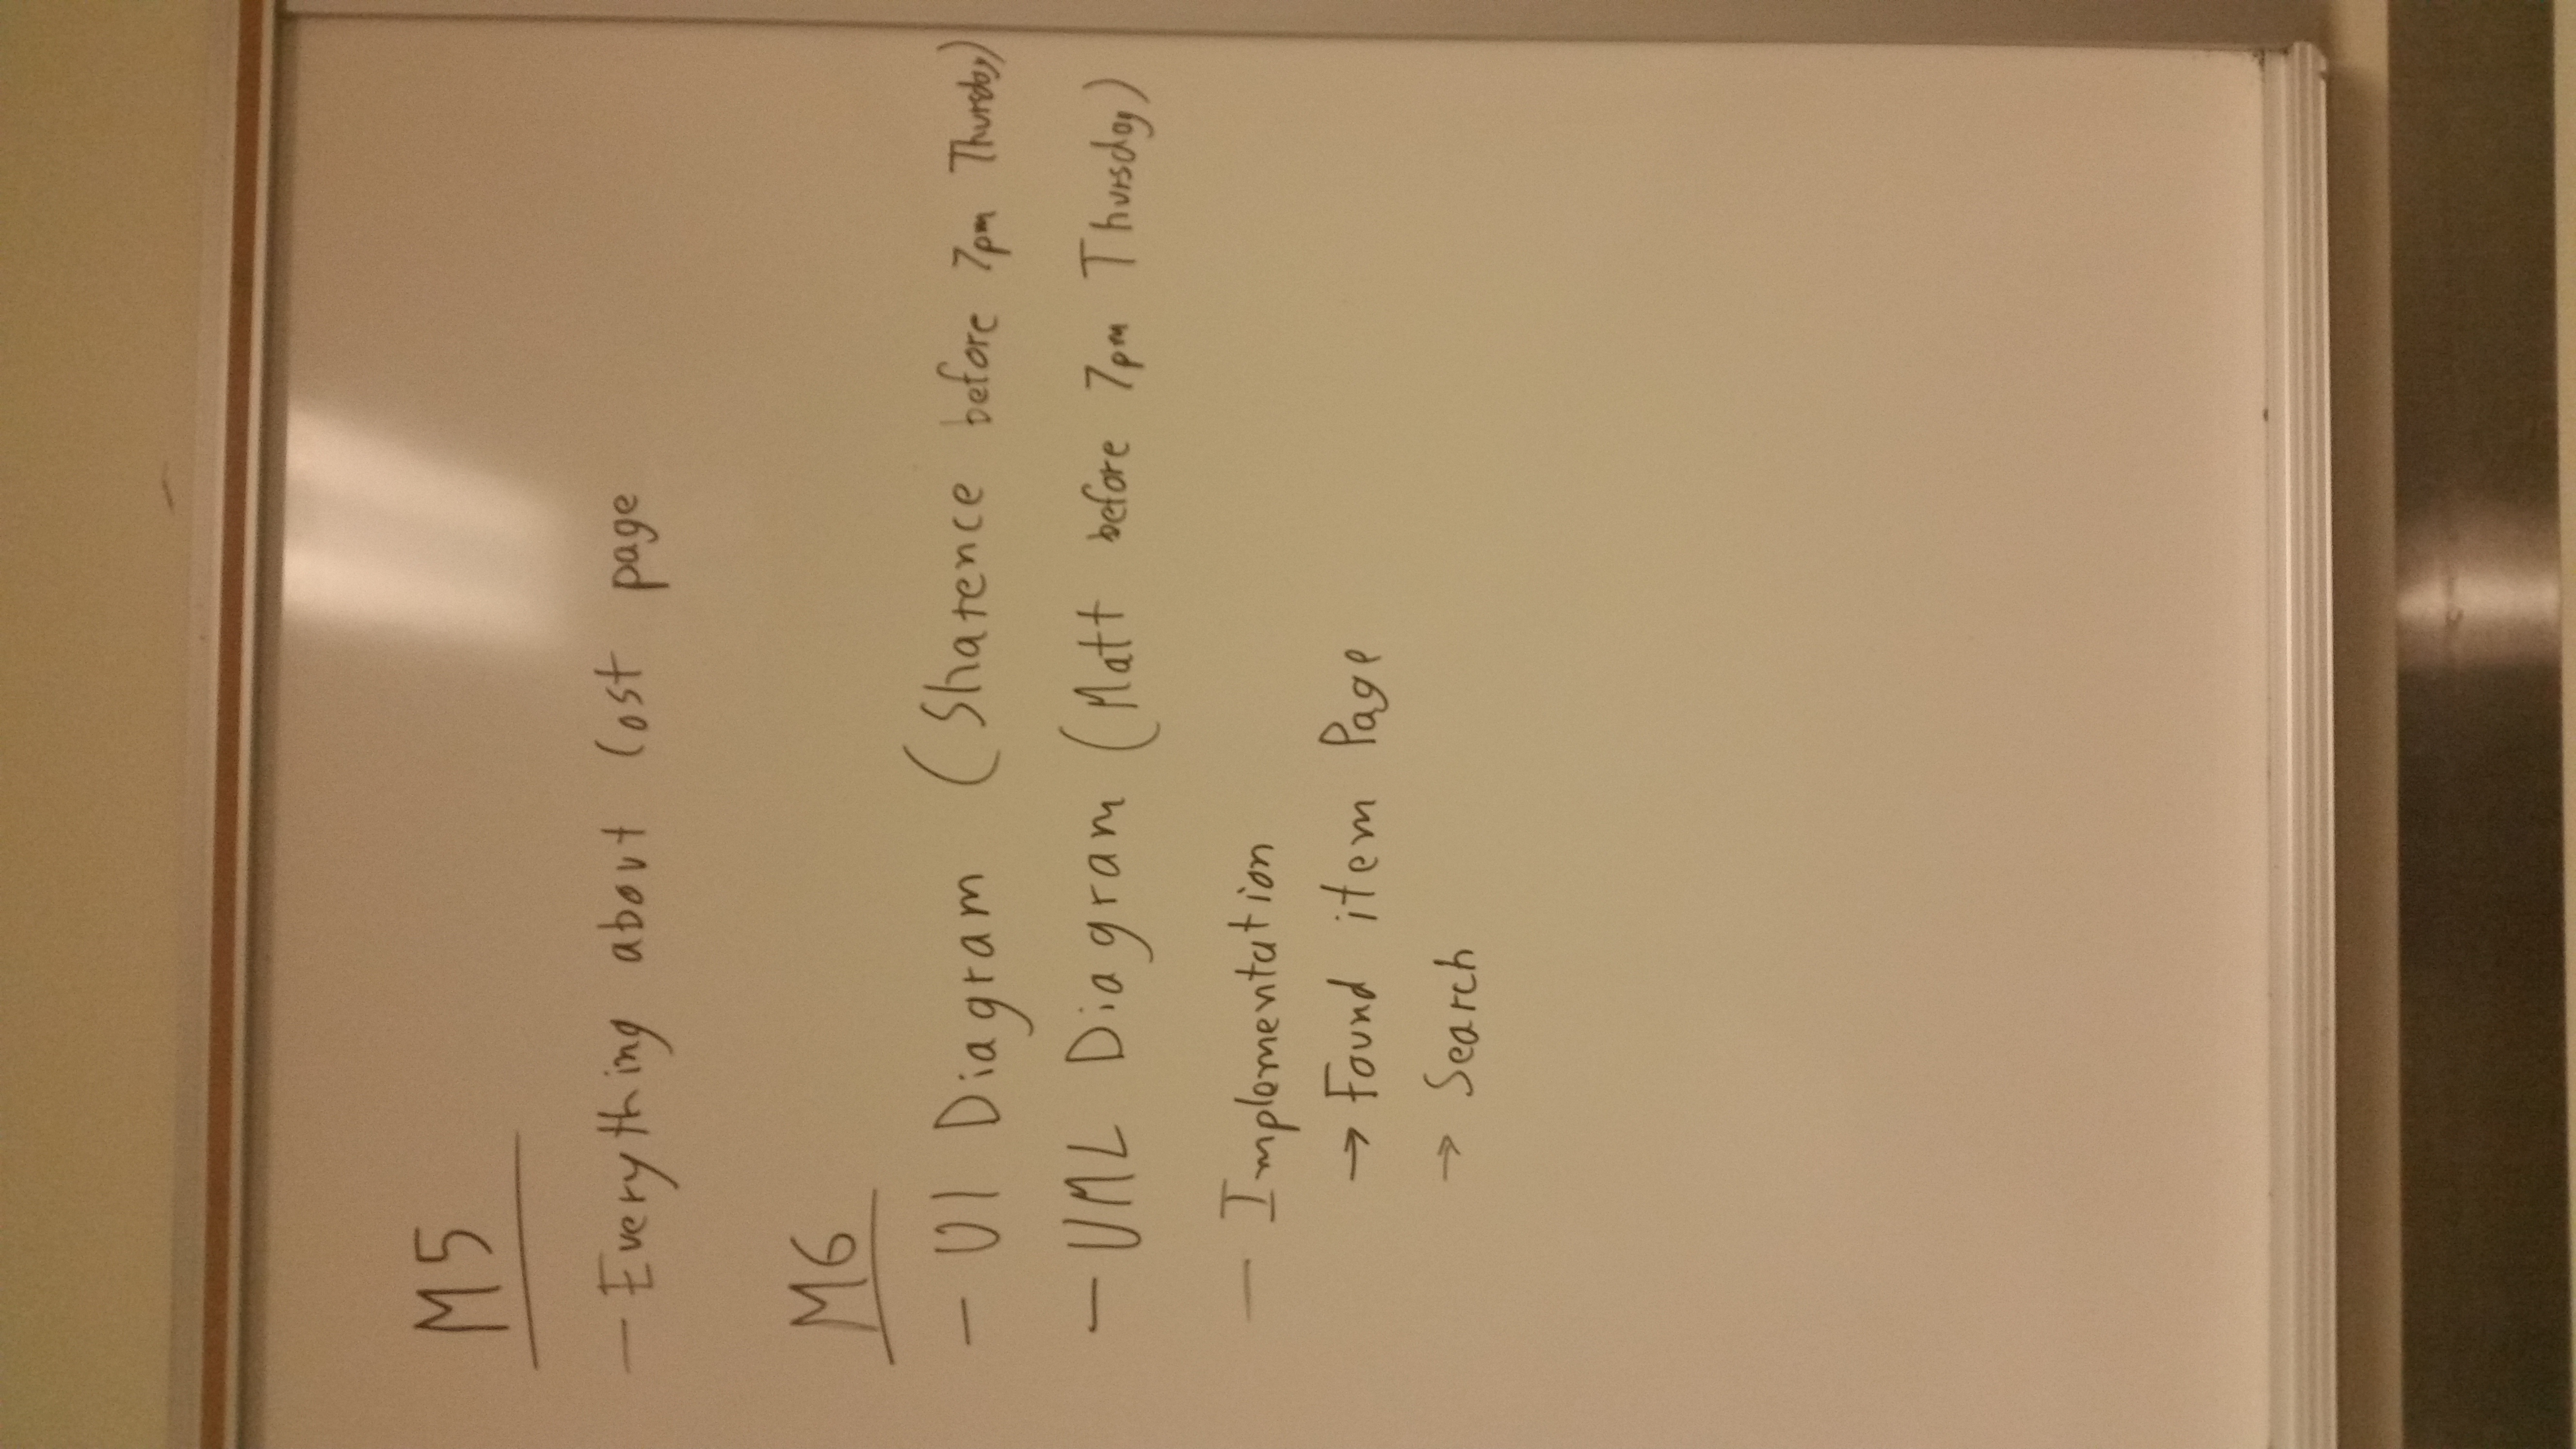 M5
- Everything about Lost page
M6
- UI Diagram (Sharence before 7pm Thursday)
- UML Diagram (Matt before 7pm Thursday)
- Implementation
→ Found item Page
→ Search